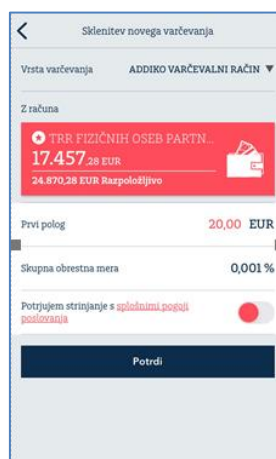 Sklenitev novega varčevanja
Vrsta varčevanja ADDIKO VARČEVALNI RAČIN
Z računa
TRR FIZIČNIH OSEB PARTN...
17.457,28 EUR
24.870,28 EUR Razpoložljivo
Prvi polog 20,00 EUR
Skupna obrestna mera 0,001 %
Potrjujem strinjanje s splošnimi pogoji
poslovanja
Potrdi